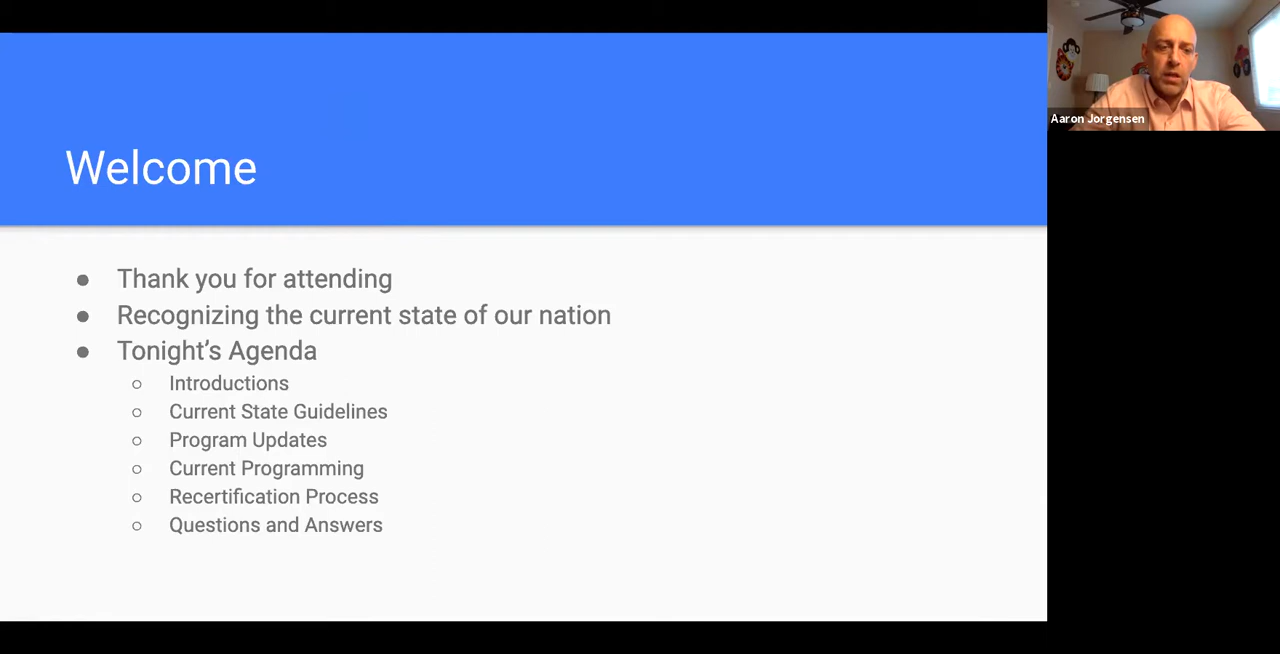 Welcome
Thank you for attending
Recognizing the current state of our nation
Tonight’s Agenda
Introductions
Current State Guidelines
Program Updates
Current Programming
Recertification Process
Questions and Answers
Aaron Jorgensen